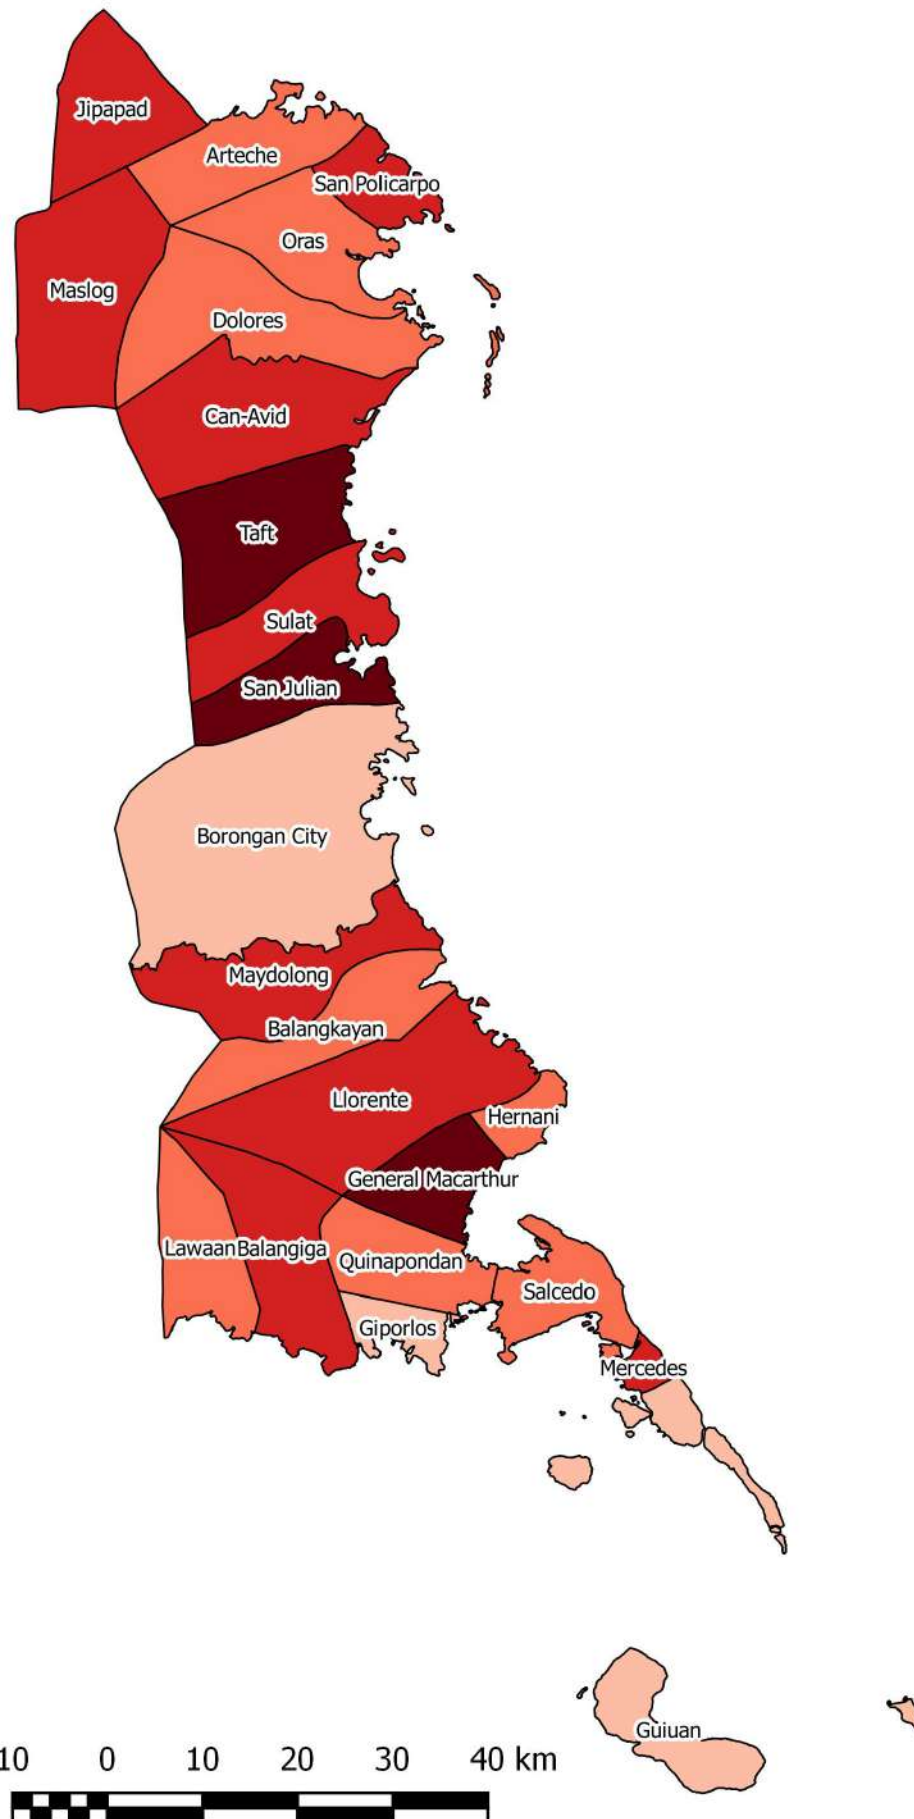 Jipapad
Arteche
San Policarpo
Oras
Maslog
Dolores
Can-Avid
Taft
Sulat
San Julian
Borongan City
Maydolong
Balangkayan
Llorente
Hernani
General Macarthur
Lawaan
Balangiga
Quinapondan
Salcedo
Giporlos
Mercedes
Guiuan
10 0 10 20 30 40 km